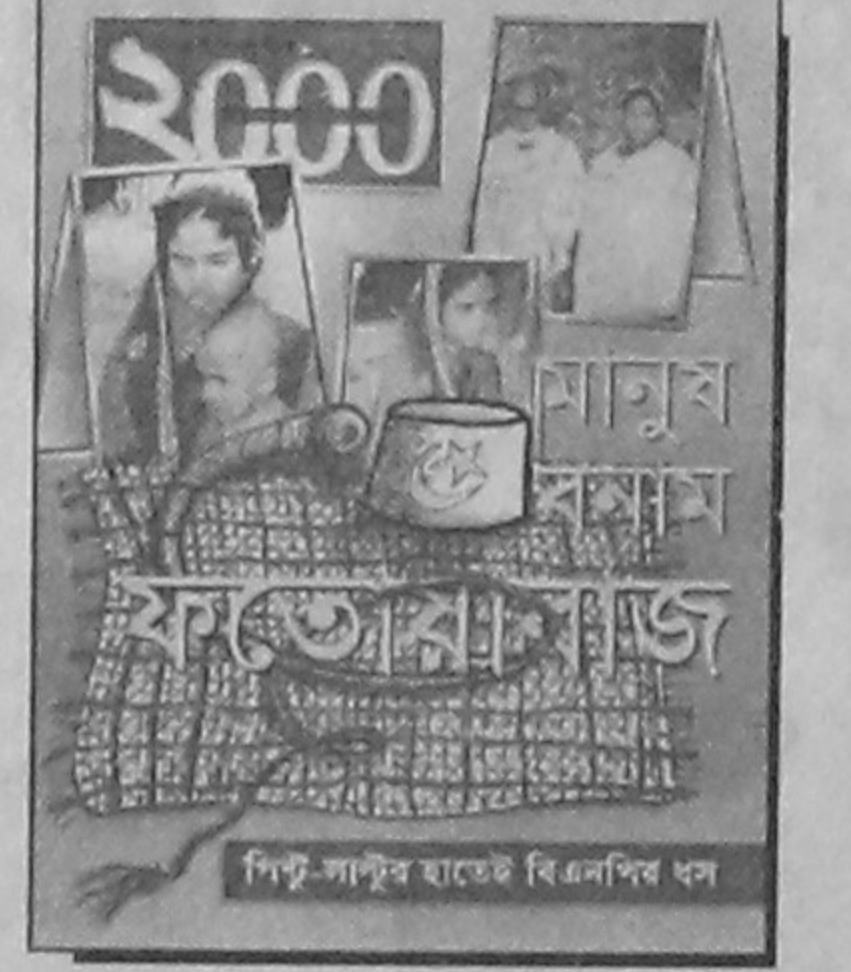 ২০০০
মানুষ
বনাম
ফতোয়াবাজ
পিন্টু-লাল্টুর হাতেই বিএনপির ধস